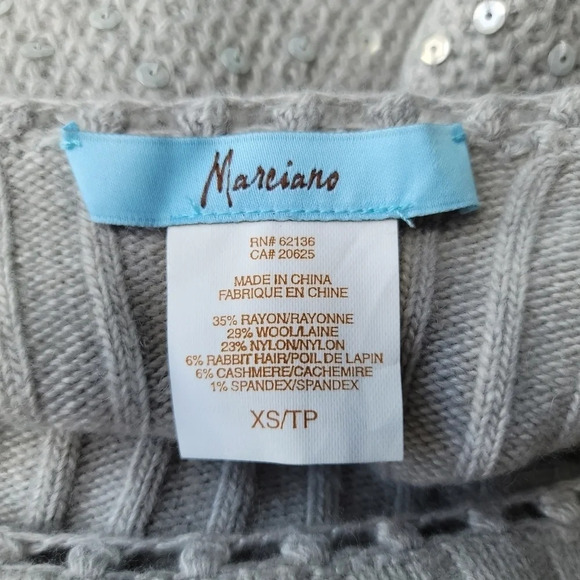 Marciano
RN# 62136
CA# 20625
MADE IN CHINA
FABRIQUE EN CHINE
35% RAYON/RAYONNE
29% WOOL/LAINE
23% NYLON/NYLON
6% RABBIT HAIR/POIL DE LAPIN
6% CASHMERE/CACHEMIRE
1% SPANDEX/SPANDEX
XS/TP